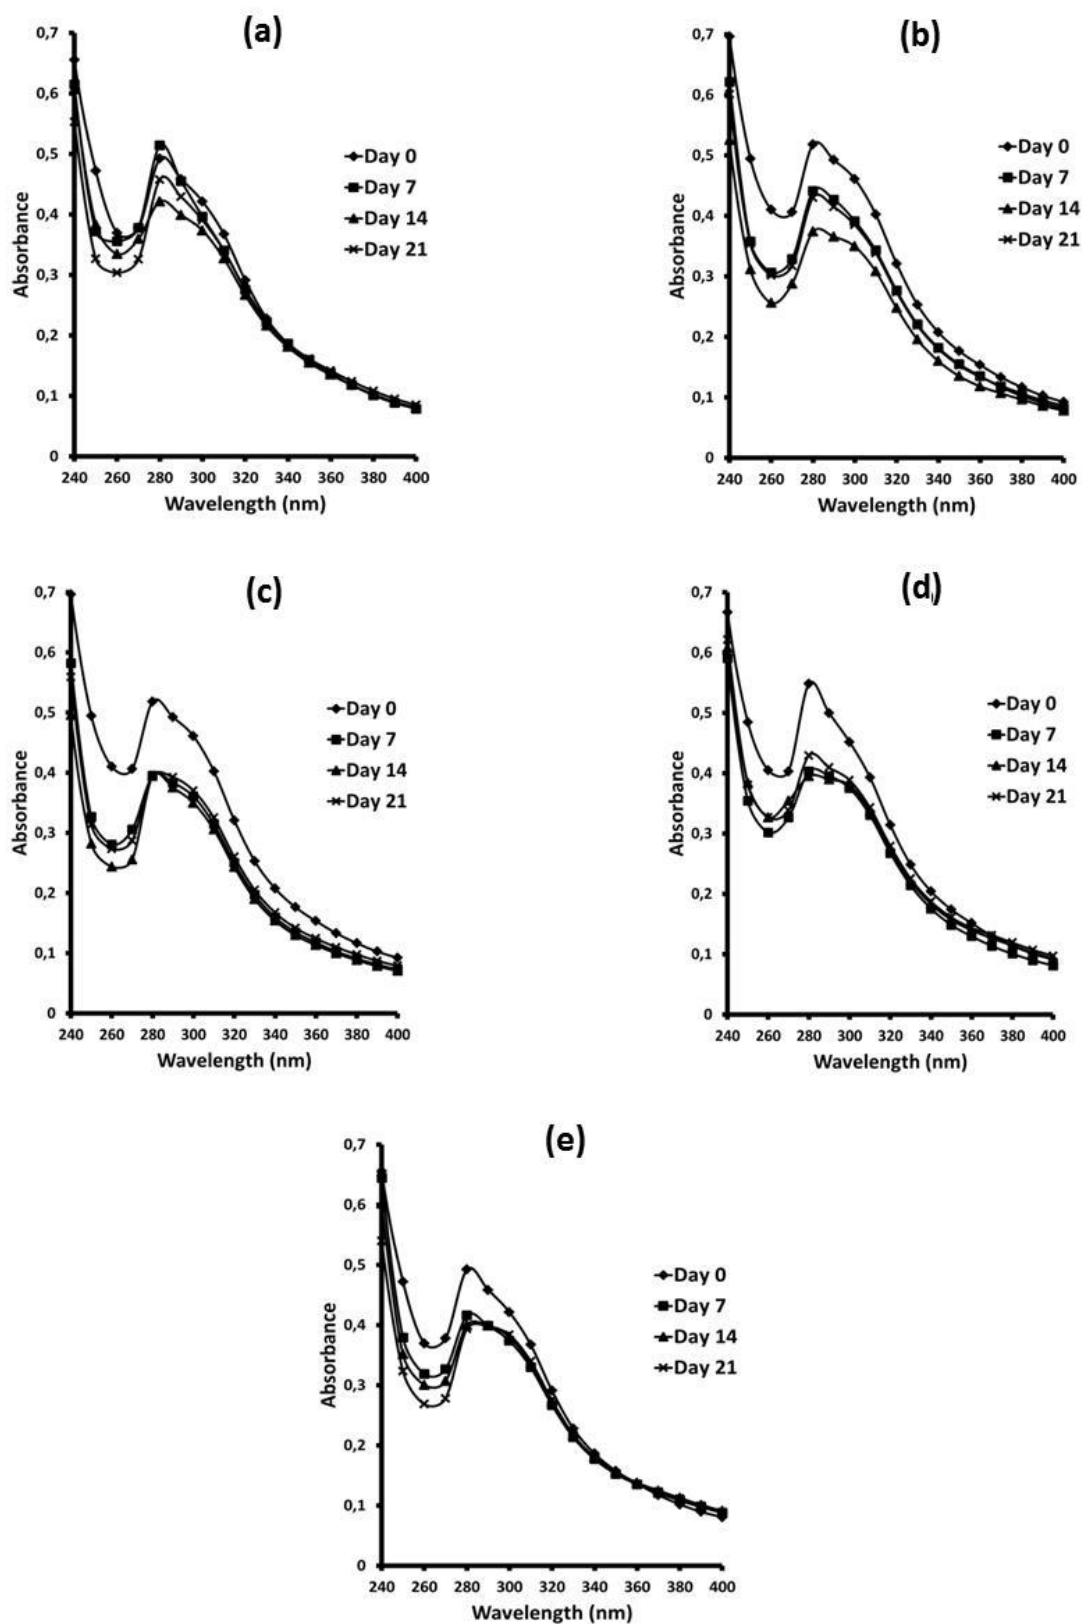 (a)
0,7
0,6
0,5
0,4
0,3
0,2
0,1
0
Absorbance
240 260 280 300 320 340 360 380 400
Wavelength (nm)
Day 0
Day 7
Day 14
Day 21
(b)
0,7
0,6
0,5
0,4
0,3
0,2
0,1
0
Absorbance
240 260 280 300 320 340 360 380 400
Wavelength (nm)
Day 0
Day 7
Day 14
Day 21
(c)
0,7
0,6
0,5
0,4
0,3
0,2
0,1
0
Absorbance
240 260 280 300 320 340 360 380 400
Wavelength (nm)
Day 0
Day 7
Day 14
Day 21
(d)
0,7
0,6
0,5
0,4
0,3
0,2
0,1
0
Absorbance
240 260 280 300 320 340 360 380 400
Wavelength (nm)
Day 0
Day 7
Day 14
Day 21
(e)
0,7
0,6
0,5
0,4
0,3
0,2
0,1
0
Absorbance
240 260 280 300 320 340 360 380 400
Wavelength (nm)
Day 0
Day 7
Day 14
Day 21